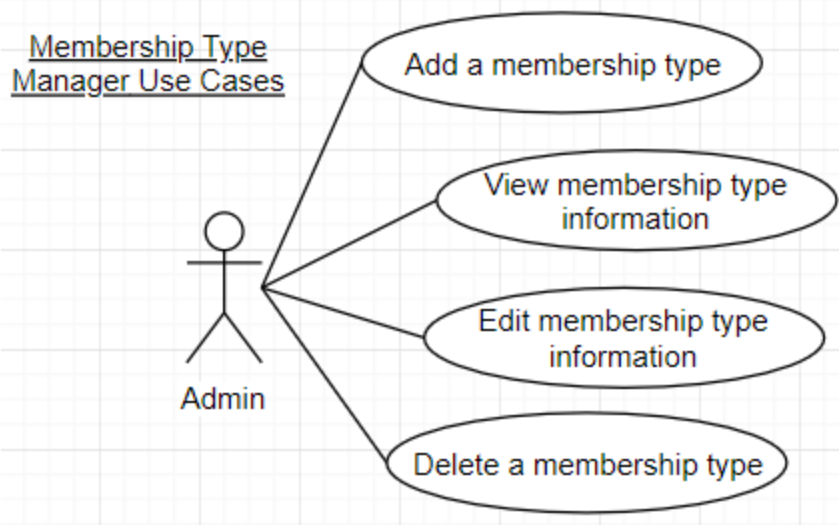 Membership Type
Manager Use Cases
Add a membership type
View membership type
information
Edit membership type
information
Admin
Delete a membership type